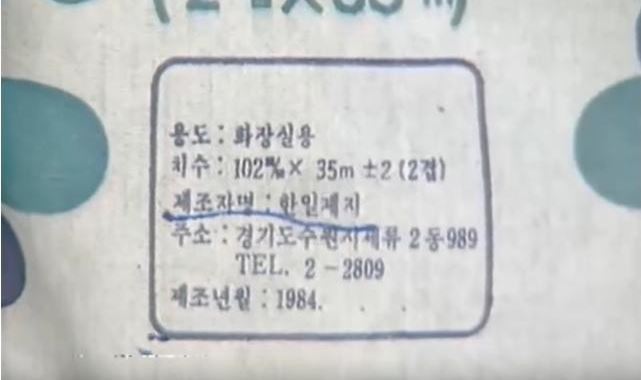 용도 : 화장실용
치수 : 102㎜ × 35m ±2 (2겹)
제조자명 : 한일제지
주소 : 경기도수원시세류 2 동989
TEL. 2 - 2809
제조년월 : 1984.